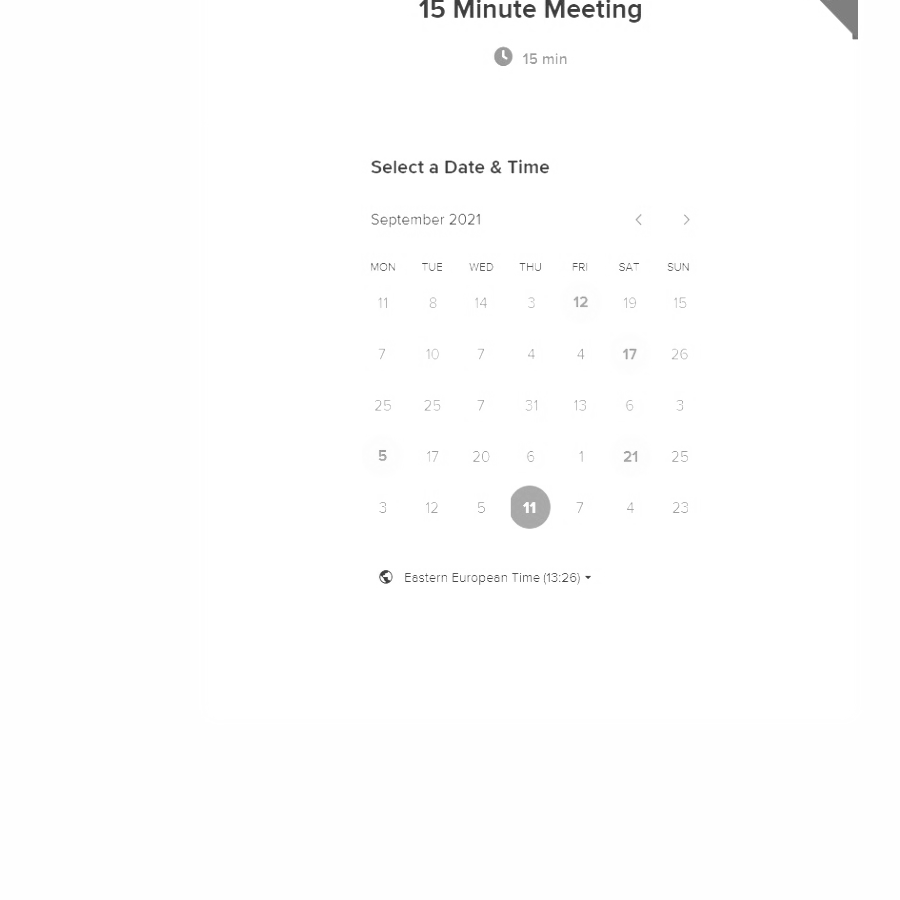 15 Minute Meeting
15 min
Select a Date & Time
September 2021
MON TUE WED THU FRI SAT SUN
11 8 14 3 12 19 15
7 10 7 4 4 17 26
25 25 7 31 13 6 3
5 17 20 6 1 21 25
3 12 5 11 7 4 23
Eastern European Time (13:26)